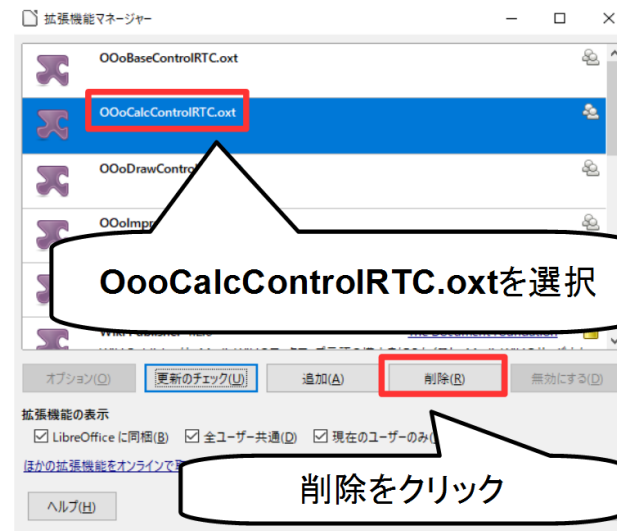 拡張機能マネージャー
OOoBaseControlRTC.oxt
OOoCalcControlRTC.oxt
OOoDrawContro
OOoImpr
OooCalcControlRTC.oxtを選択
オプション(O)
更新のチェック(U)
追加(A)
削除(R)
無効にする(D)
拡張機能の表示
LibreOffice に同梱(B)
全ユーザー共通(D)
現在のユーザーのみ(
ほかの拡張機能をオンラインで
削除をクリック
ヘルプ(H)